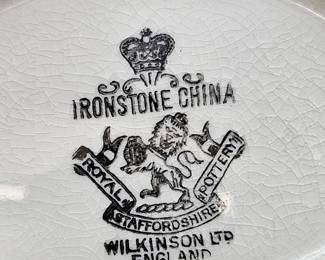 IRONSTONE CHINA
ROYAL STAFFORDSHIRE POTTERY
WILKINSON LTD
ENGLAND